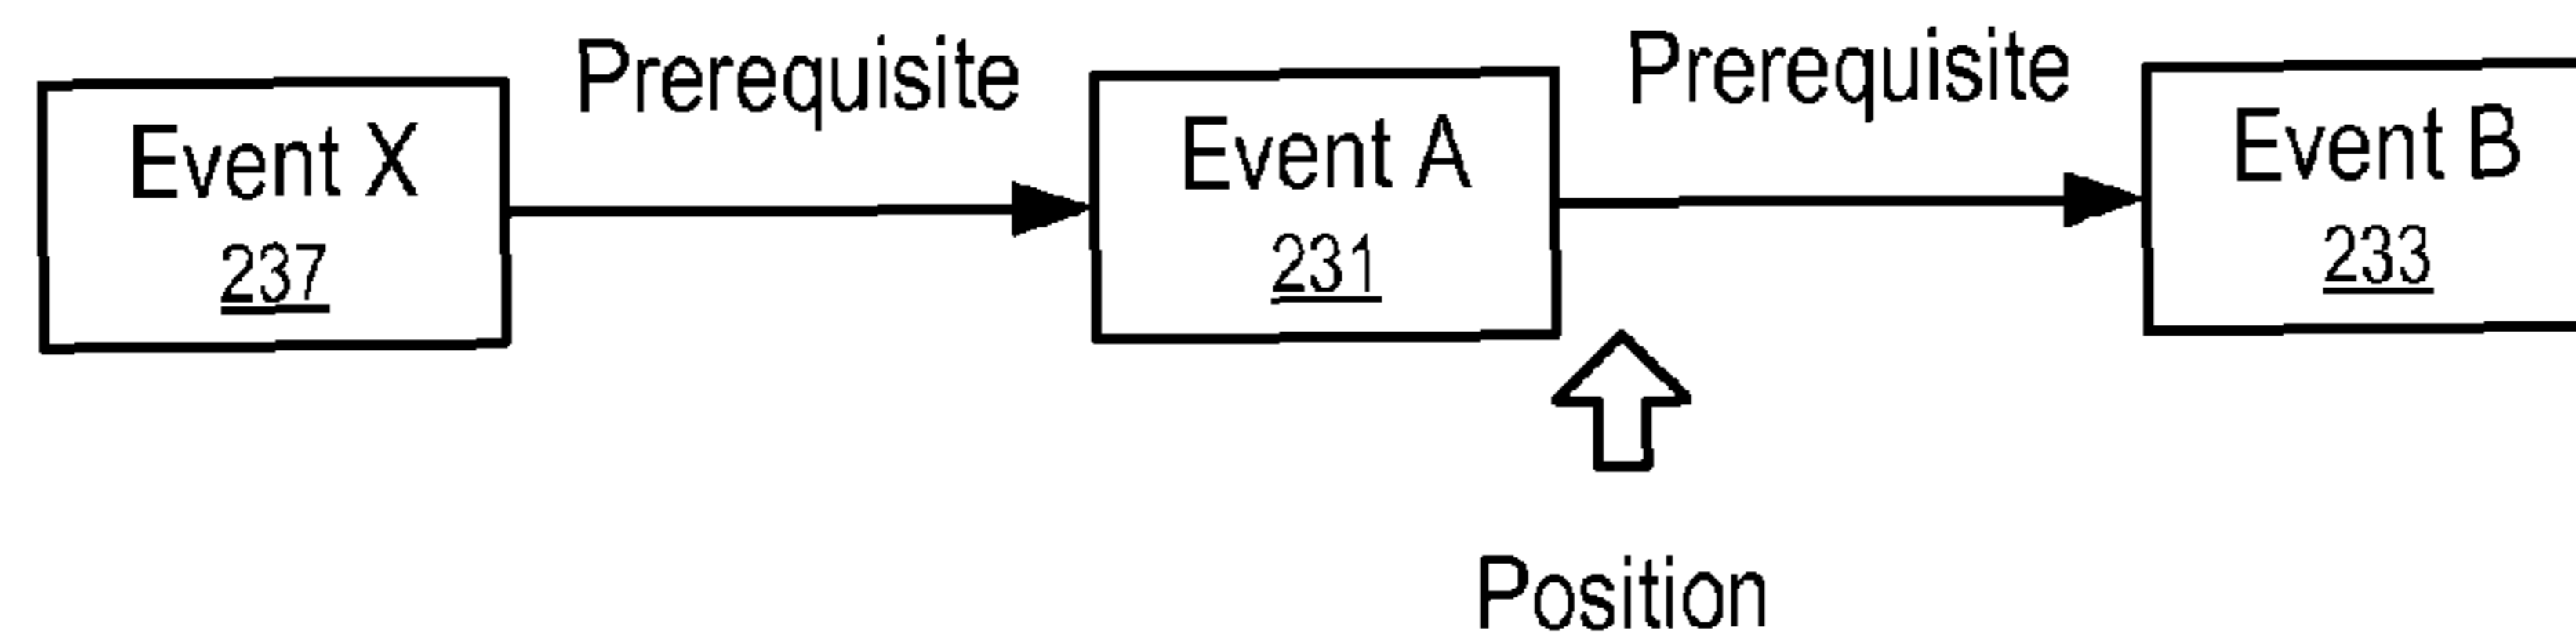 Prerequisite
Prerequisite
Event X
Event A
Event B
237
231
233
Position